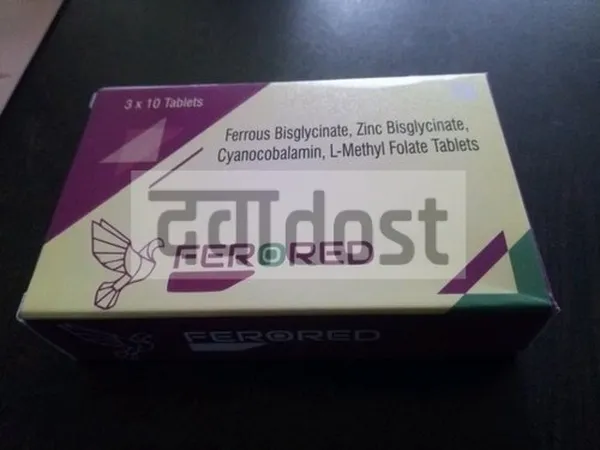 3 x 10 Tablets
Ferrous Bisglycinate, Zinc Bisglycinate,
Cyanocobalamin, L-Methyl Folate Tablets
दवाdost
FERORED
FERORED